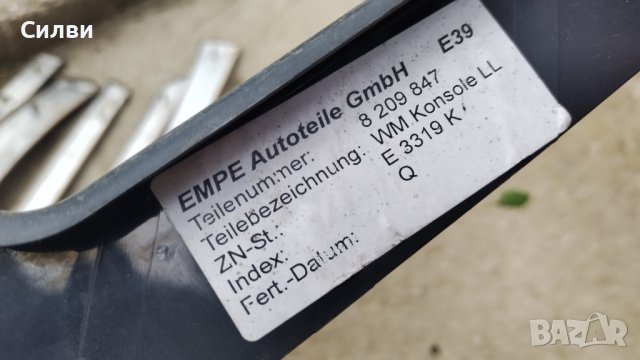 Силви
EMPE Autoteile GmbH E39
Teilenummer: 8 209 847
Teilebezeichnung: WM Konsole LL
ZN-St.: E 3319 K
Index: Q
Fert.-Datum:
BAZAR